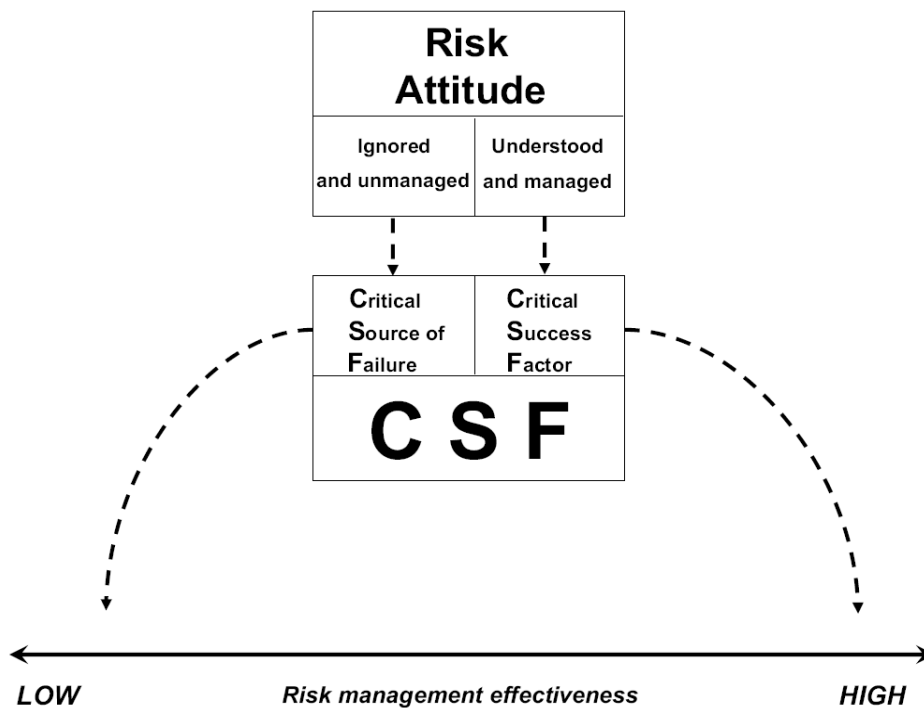 Risk
Attitude
Ignored
and unmanaged
Understood
and managed
Critical
Source of
Failure
Critical
Success
Factor
C S F
LOW
Risk management effectiveness
HIGH